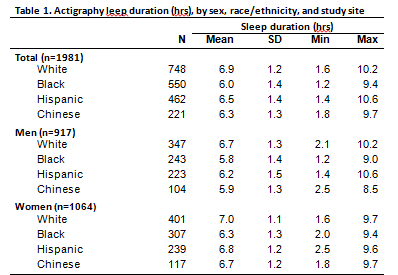 Table 1. Actigraphy leep duration (hrs), by sex, race/ethnicity, and study site
Sleep duration (hrs)
N Mean SD Min Max
Total (n=1981)
White 748 6.9 1.2 1.6 10.2
Black 550 6.0 1.4 1.2 9.4
Hispanic 462 6.5 1.4 1.4 10.6
Chinese 221 6.3 1.3 1.8 9.7
Men (n=917)
White 347 6.7 1.3 2.1 10.2
Black 243 5.8 1.4 1.2 9.0
Hispanic 223 6.2 1.5 1.4 10.6
Chinese 104 5.9 1.3 2.5 8.5
Women (n=1064)
White 401 7.0 1.1 1.6 9.7
Black 307 6.3 1.3 2.0 9.4
Hispanic 239 6.8 1.2 2.5 9.6
Chinese 117 6.7 1.2 1.8 9.7